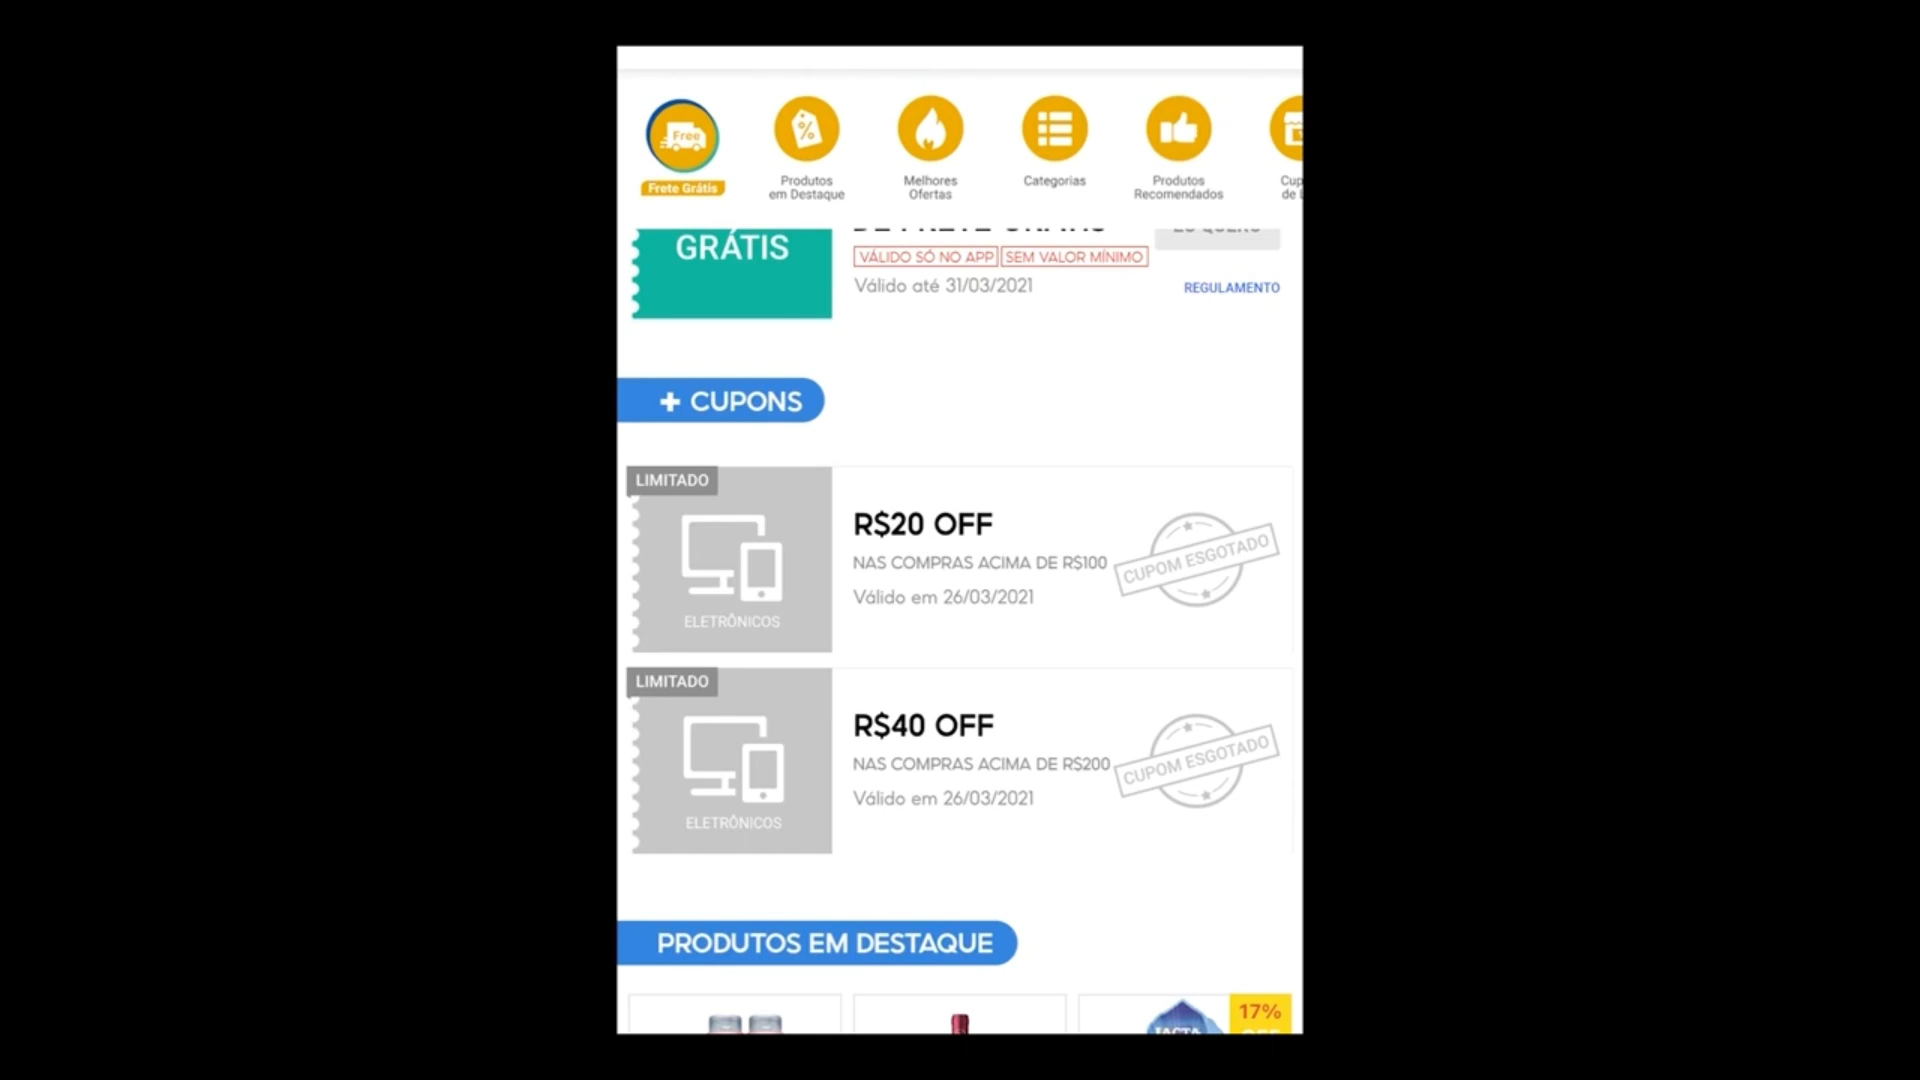 Free
Frete Grátis
Produtos
em Destaque
Melhores
Ofertas
Categorias
Produtos
Recomendados
GRÁTIS
VÁLIDO SÓ NO APP SEM VALOR MÍNIMO
Válido até 31/03/2021
REGULAMENTO
+ CUPONS
LIMITADO
ELETRÔNICOS
R$20 OFF
NAS COMPRAS ACIMA DE R$100
Válido em 26/03/2021
CUPOM ESGOTADO
LIMITADO
ELETRÔNICOS
R$40 OFF
NAS COMPRAS ACIMA DE R$200
Válido em 26/03/2021
CUPOM ESGOTADO
PRODUTOS EM DESTAQUE
17%